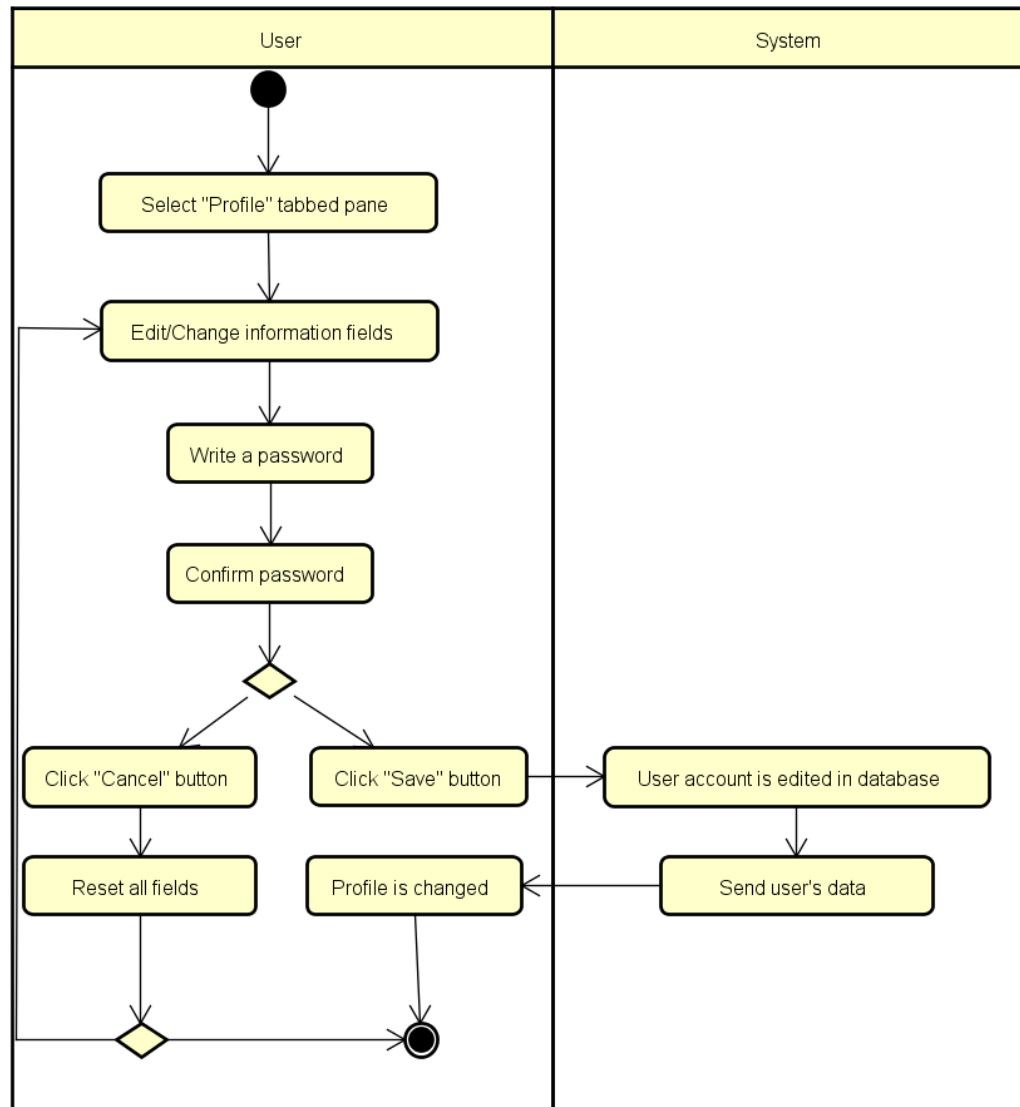 User
System
Select "Profile" tabbed pane
Edit/Change information fields
Write a password
Confirm password
Click "Cancel" button
Click "Save" button
User account is edited in database
Reset all fields
Profile is changed
Send user's data